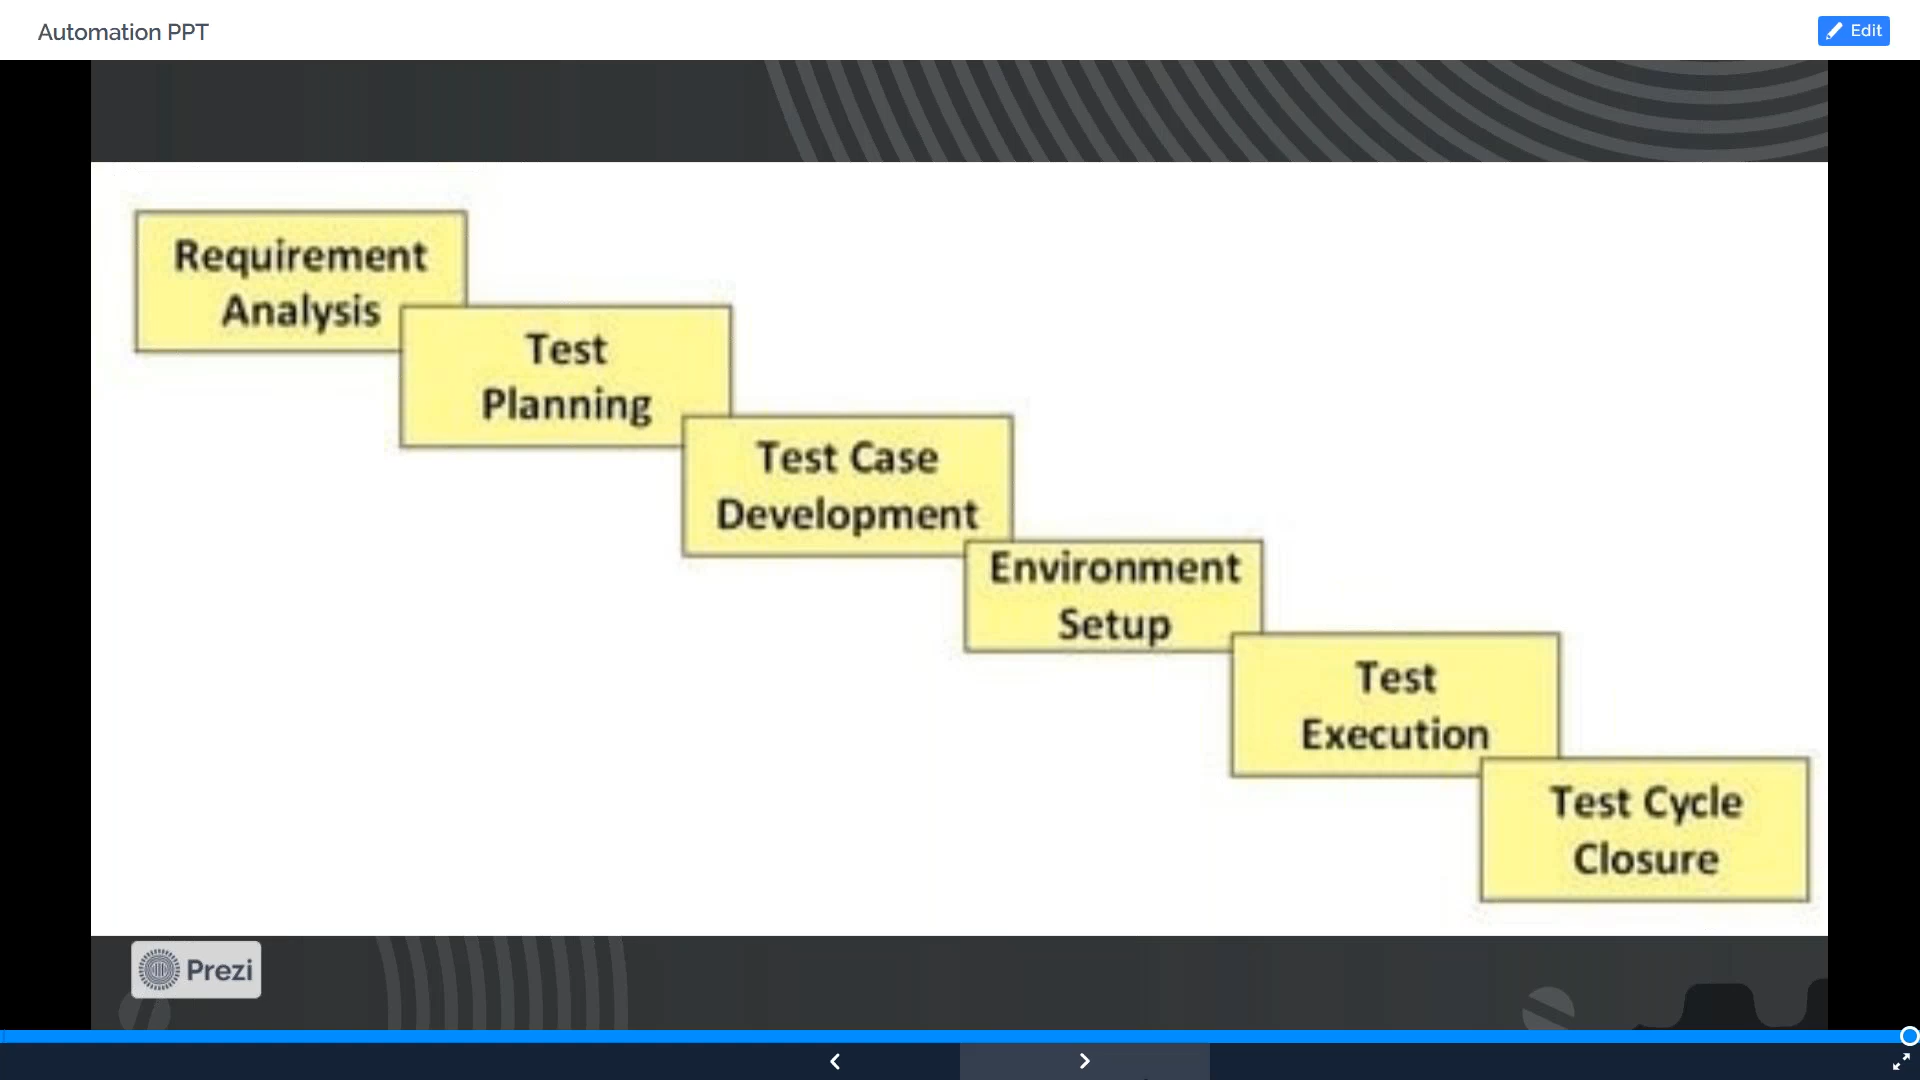 Automation PPT
Edit
Requirement
Analysis
Test
Planning
Test Case
Development
Environment
Setup
Test
Execution
Test Cycle
Closure
Prezi